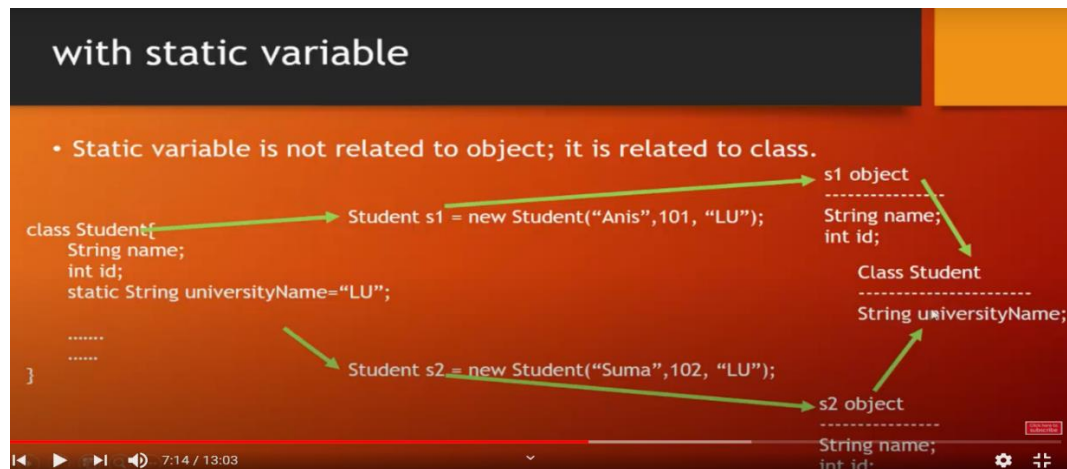 with static variable
• Static variable is not related to object; it is related to class.
class Student{
String name;
int id;
static String universityName=“LU”;
.......
......
}
Student s1 = new Student(“Anis”,101, “LU”);
Student s2 = new Student(“Suma”,102, “LU”);
s1 object
----------------
String name;
int id;
Class Student
-----------------------
String universityName;
s2 object
----------------
String name;
int id:
7:14 / 13:03